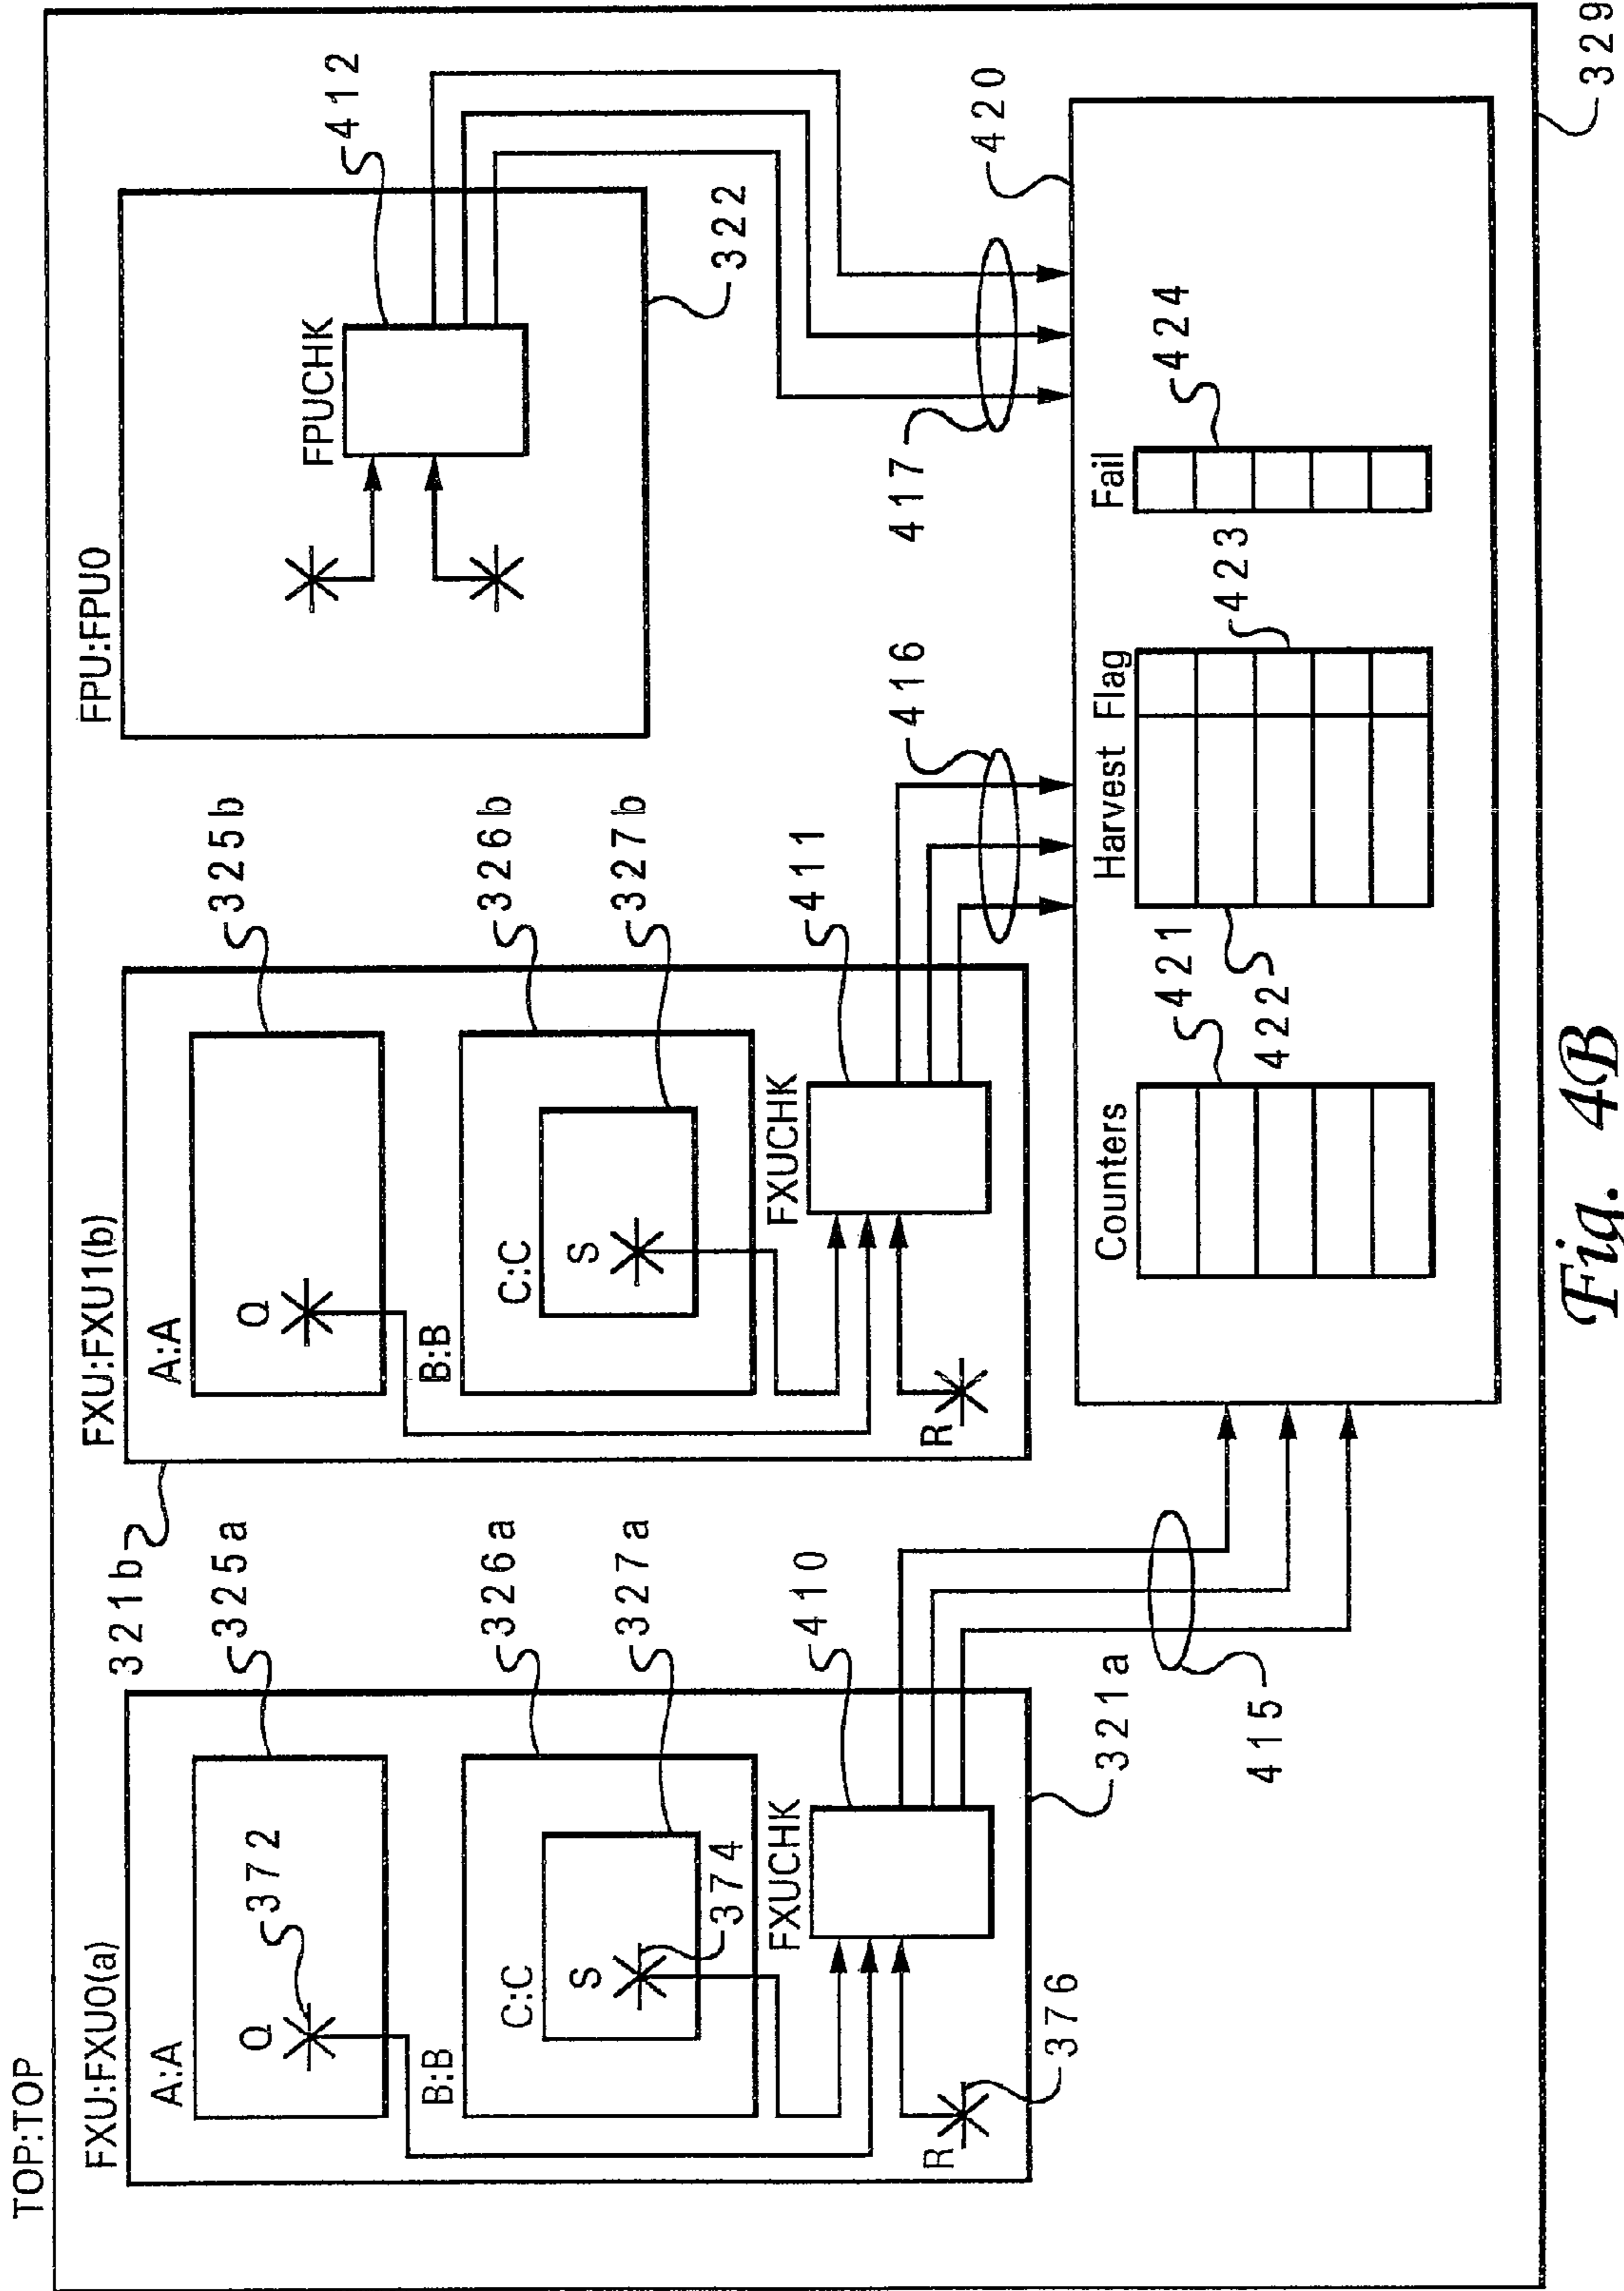 TOP:TOP
FXU:FXU0(a)
A:A
Q
372
325a
B:B
326a
C:C
S
374
327a
FXUCHK
410
R
376
321a
415
321b
FXU:FXU1(b)
A:A
Q
325b
B:B
326b
C:C
S
327b
FXUCHK
411
R
416
FPU:FPU0
FPUCHK
412
322
417
420
Counters
421
422
Harvest Flag
423
Fail
424
329
Fig. 4B